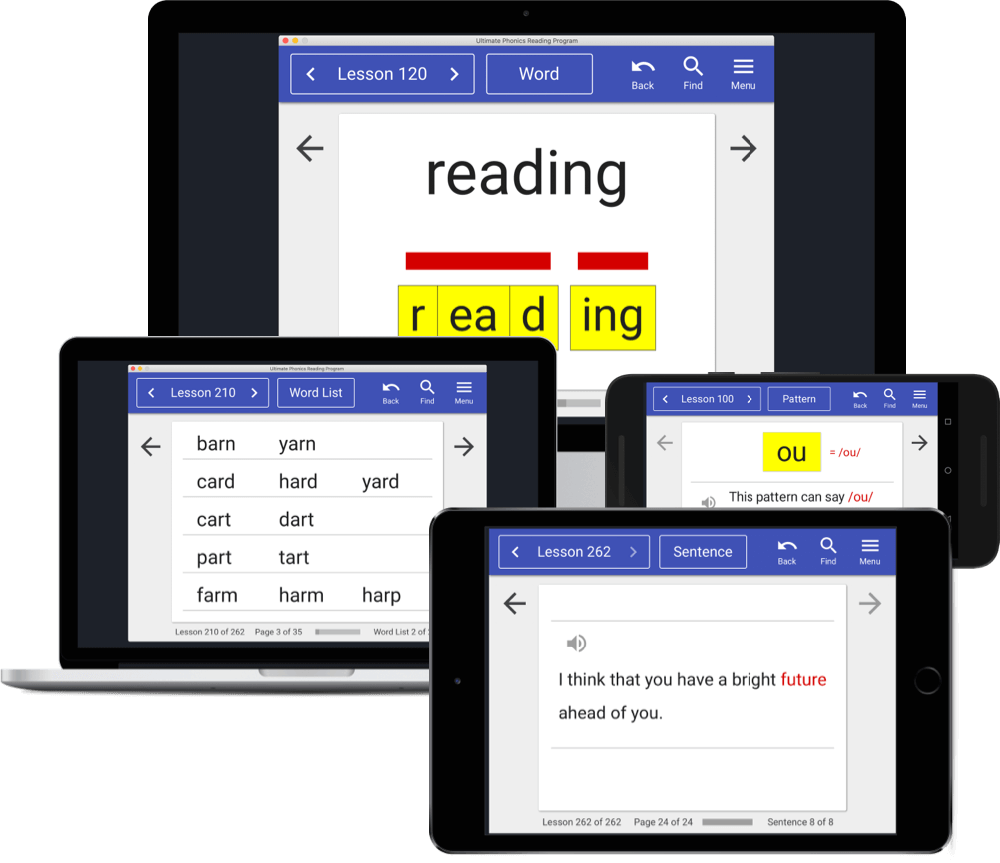 Ultimate Phonics Reading Program
Lesson 120 Word Back Find Menu
reading
r ea d ing
Ultimate Phonics Reading Program
Lesson 210 Word List Back Find Menu
barn yarn
card hard yard
cart dart
part tart
farm harm harp
Lesson 210 of 262 Page 3 of 35 Word List 2 of
Lesson 100 Pattern Back Find Menu
ou = /ou/
This pattern can say /ou/
Lesson 262 Sentence Back Find Menu
I think that you have a bright future
ahead of you.
Lesson 262 of 262 Page 24 of 24 Sentence 8 of 8